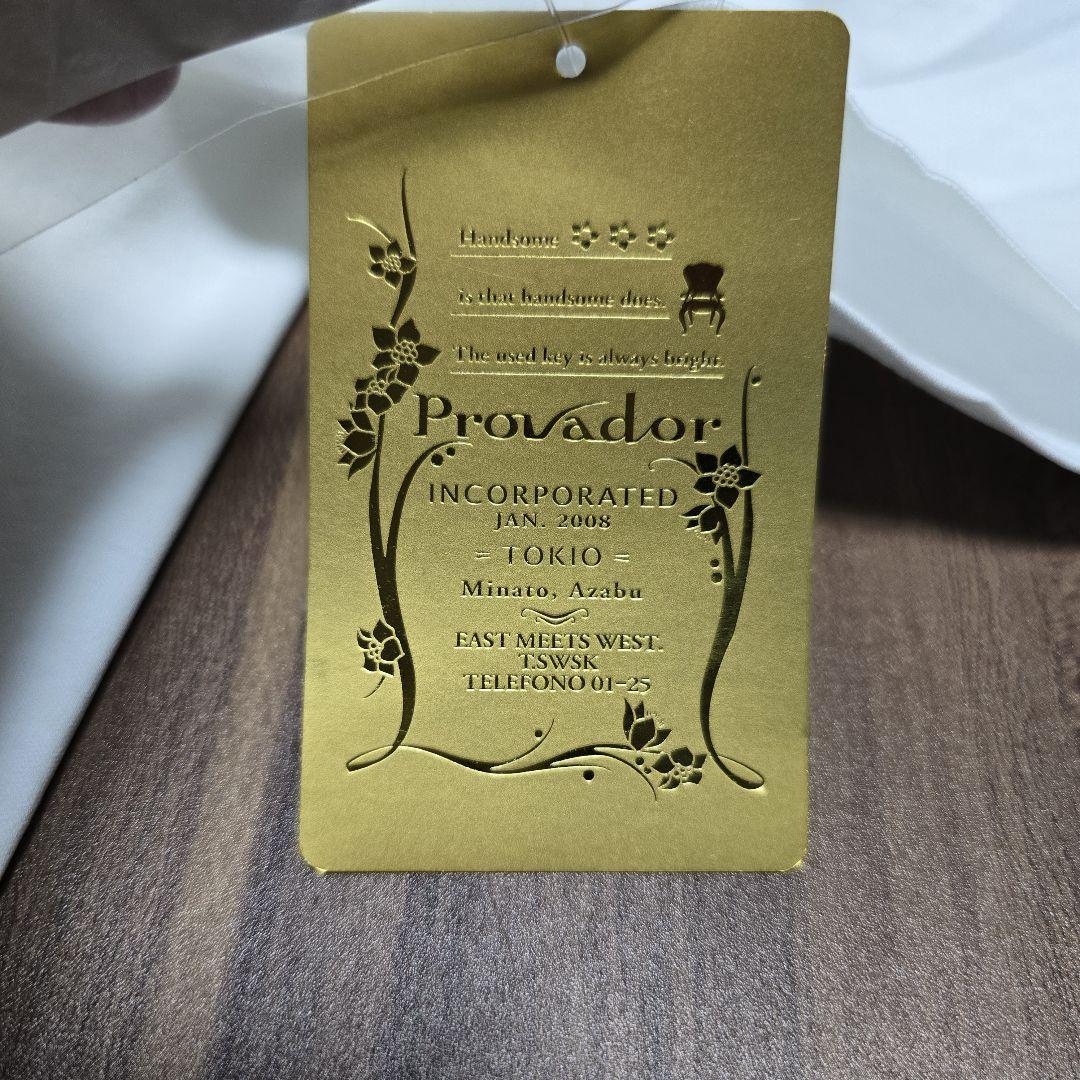 Handsome
is that handsome does.
The used key is always bright.
Provador
INCORPORATED
JAN. 2008
= TOKIO =
Minato, Azabu
EAST MEETS WEST.
T.SWSK
TELEFONO 01-25